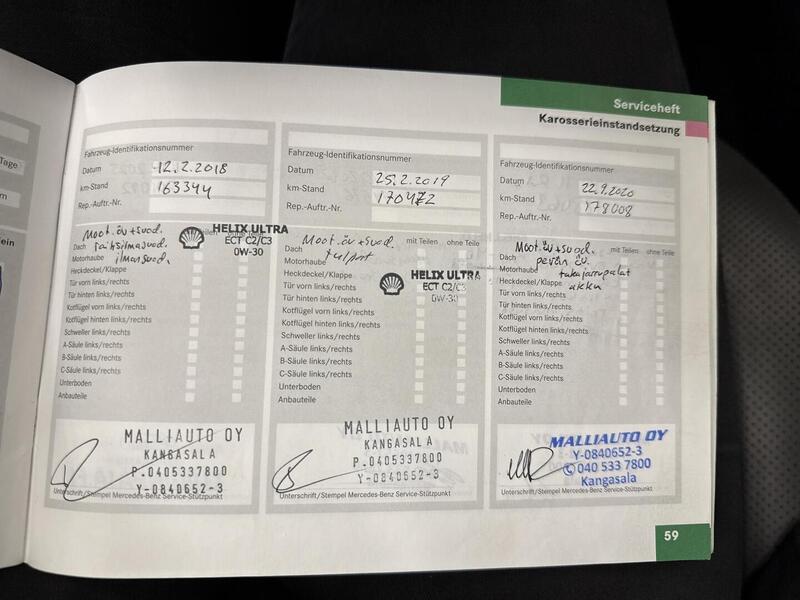 Serviceheft
Karosserieinstandsetzung
Tage
Fahrzeug-Identifikationsnummer
Datum 12.2.2018
km-Stand 163344
Rep.-Auftr.-Nr.
Moot. öv+suod.
Dach raitisilmasuod.
Motorhaube ilmasuod.
HELIX ULTRA
ECT C2/C3
0W-30
Heckdeckel/Klappe
Tür vorn links/rechts
Tür hinten links/rechts
Kotflügel vorn links/rechts
Kotflügel hinten links/rechts
Schweller links/rechts
A-Säule links/rechts
B-Säule links/rechts
C-Säule links/rechts
Unterboden
Anbauteile
MALLIAUTO OY
KANGASALA
P.0405337800
Y-0840652-3
Unterschrift/Stempel Mercedes-Benz Service-Stützpunkt
Fahrzeug-Identifikationsnummer
Datum 25.2.2019
km-Stand 170472
Rep.-Auftr.-Nr.
mit Teilen ohne Teile
Moot. öv+suod.
Dach tulpat
Motorhaube
Heckdeckel/Klappe
HELIX ULTRA
ECT C2/C3
0W-30
Tür vorn links/rechts
Tür hinten links/rechts
Kotflügel vorn links/rechts
Kotflügel hinten links/rechts
Schweller links/rechts
A-Säule links/rechts
B-Säule links/rechts
C-Säule links/rechts
Unterboden
Anbauteile
MALLIAUTO OY
KANGASALA
P.0405337800
Y-0840652-3
Unterschrift/Stempel Mercedes-Benz Service-Stützpunkt
Fahrzeug-Identifikationsnummer
Datum 22.9.2020
km-Stand 178008
Rep.-Auftr.-Nr.
mit Teilen ohne Teile
Moot. öv+suod.
Dach perän öv.
Motorhaube takajarrupalat
Heckdeckel/Klappe akku
Tür vorn links/rechts
Tür hinten links/rechts
Kotflügel vorn links/rechts
Kotflügel hinten links/rechts
Schweller links/rechts
A-Säule links/rechts
B-Säule links/rechts
C-Säule links/rechts
Unterboden
Anbauteile
MALLIAUTO OY
Y-0840652-3
040 533 7800
Kangasala
Unterschrift/Stempel Mercedes-Benz Service-Stützpunkt
59